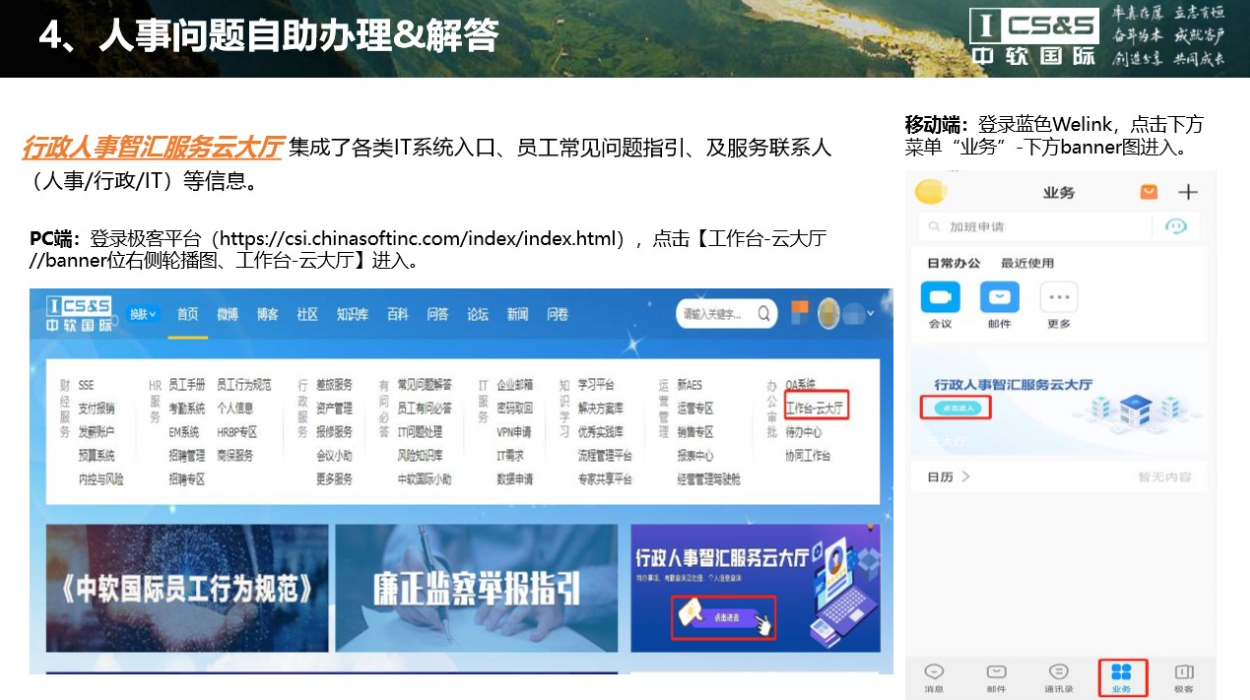 4、人事问题自助办理&解答
CS&S
中软国际
率真存厚 立志有恒
奋斗为本 成就客户
创造分享 共同成长
行政人事智汇服务云大厅 集成了各类IT系统入口、员工常见问题指引、及服务联系人
（人事/行政/IT）等信息。
PC端：登录极客平台（https://csi.chinasoftinc.com/index/index.html），点击【工作台-云大厅
//banner位右侧轮播图、工作台-云大厅】进入。
CS&S
中软国际
换肤 首页 微博 博客 社区 知识库 百科 问答 论坛 新闻 问卷
请输入关键字...
财经服务
SSE
支付报销
发薪账户
预算系统
内控与风险
HR服务
员工手册 员工行为规范
考勤系统 个人信息
EM系统 HRBP专区
招聘管理 商保服务
招聘专区
行政服务
差旅服务
资产管理
报修服务
会议小助
更多服务
有问必答
常见问题解答
员工有问必答
IT问题处理
风险知识库
中软国际小助
IT服务
企业邮箱
密码取回
VPN申请
IT需求
数据申请
知识学习
学习平台
解决方案库
优秀实践库
流程管理平台
专家共享平台
运营管理
新AES
运营专区
销售专区
报表中心
经营管理驾驶舱
办公审批
OA系统
工作台-云大厅
待办中心
协同工作台
《中软国际员工行为规范》
廉正监察举报指引
行政人事智汇服务云大厅
点击进去
移动端：登录蓝色Welink，点击下方
菜单“业务”-下方banner图进入。
业务
加班申请
日常办公 最近使用
会议 邮件 更多
行政人事智汇服务云大厅
点击进入
云大厅
日历
暂无内容
消息 邮件 通讯录 业务 极客